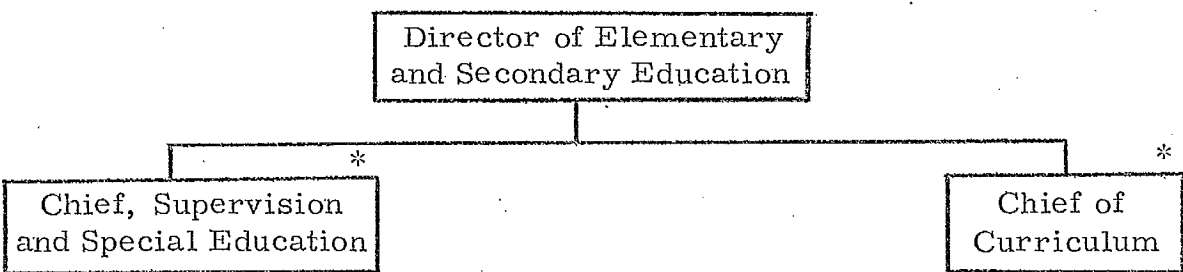 Director of Elementary
and Secondary Education
*
*
Chief, Supervision
and Special Education
Chief of
Curriculum